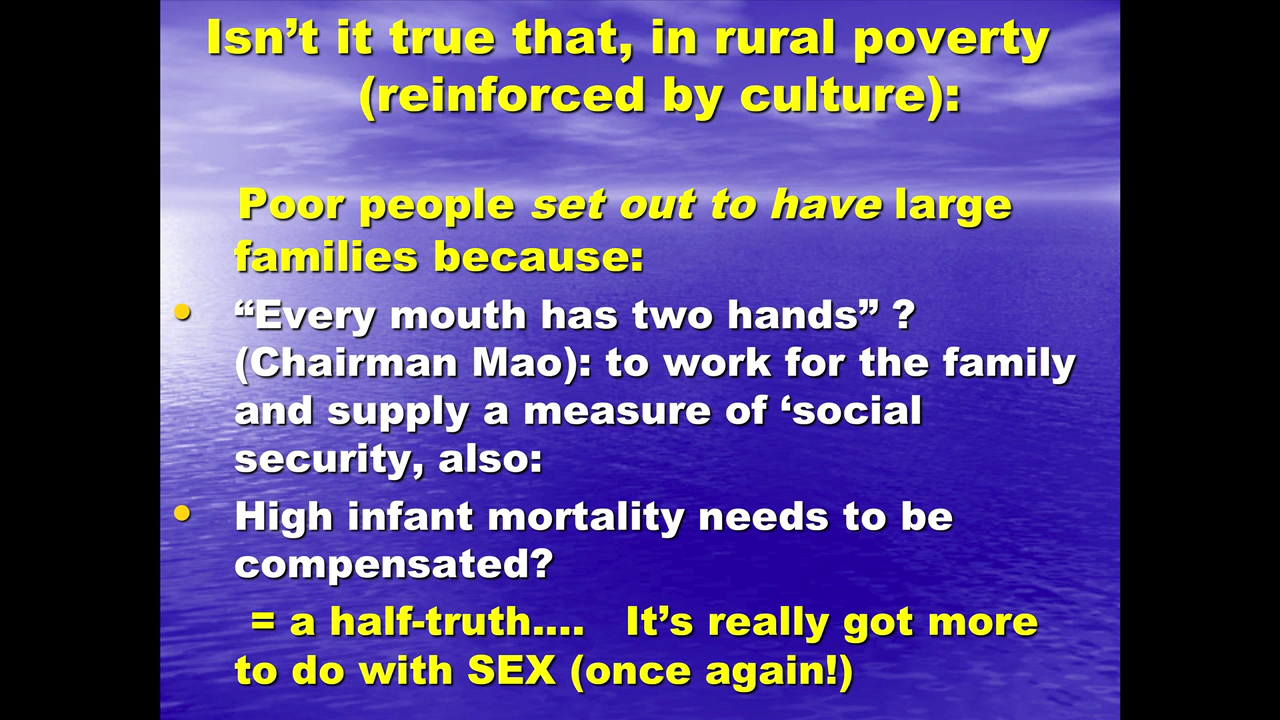 Isn’t it true that, in rural poverty
(reinforced by culture):
Poor people set out to have large
families because:
• “Every mouth has two hands” ?
(Chairman Mao): to work for the family
and supply a measure of ‘social
security, also:
• High infant mortality needs to be
compensated?
= a half-truth…. It’s really got more
to do with SEX (once again!)